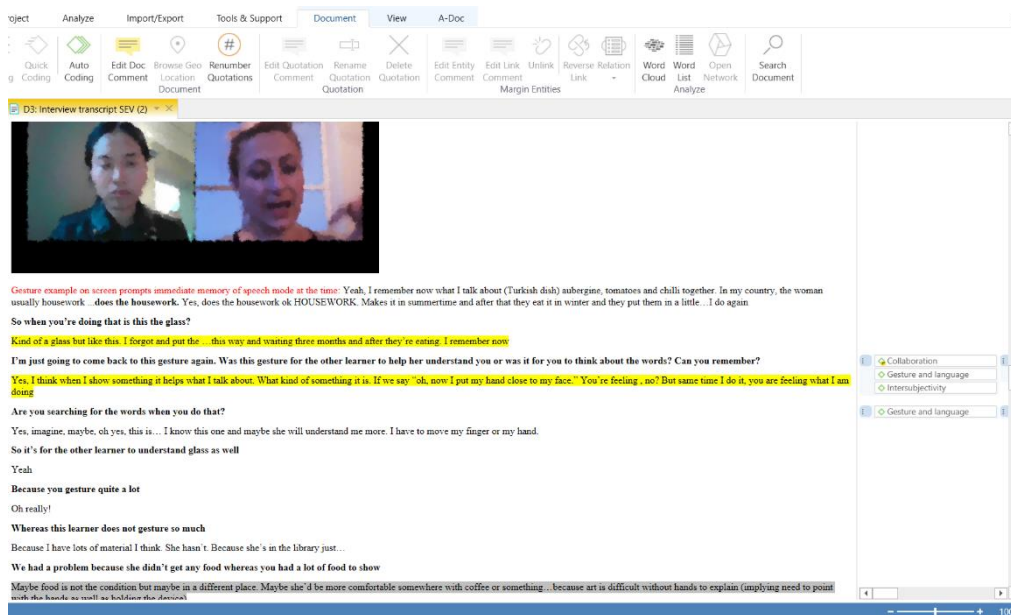 roject Analyze Import/Export Tools & Support Document View A-Doc
Quick Coding
Auto Coding
Edit Doc Comment
Browse Geo Location
Renumber Quotations
Document
Edit Quotation Comment
Rename Quotation
Delete Quotation
Quotation
Edit Entity Comment
Edit Link Comment
Unlink
Reverse Link
Relation
Margin Entities
Word Cloud
Word List
Open Network
Analyze
Search Document
D3: Interview transcript SEV (2)
Gesture example on screen prompts immediate memory of speech mode at the time: Yeah, I remember now what I talk about (Turkish dish) aubergine, tomatoes and chilli together. In my country, the woman
usually housework ...does the housework. Yes, does the housework ok HOUSEWORK. Makes it in summertime and after that they eat it in winter and they put them in a little…I do again
So when you're doing that is this the glass?
Kind of a glass but like this. I forgot and put the …this way and waiting three months and after they're eating. I remember now
I'm just going to come back to this gesture again. Was this gesture for the other learner to help her understand you or was it for you to think about the words? Can you remember?
Yes, I think when I show something it helps what I talk about. What kind of something it is. If we say "oh, now I put my hand close to my face." You're feeling , no? But same time I do it, you are feeling what I am
doing
Are you searching for the words when you do that?
Yes, imagine, maybe, oh yes, this is… I know this one and maybe she will understand me more. I have to move my finger or my hand.
So it's for the other learner to understand glass as well
Yeah
Because you gesture quite a lot
Oh really!
Whereas this learner does not gesture so much
Because I have lots of material I think. She hasn't. Because she's in the library just…
We had a problem because she didn't get any food whereas you had a lot of food to show
Maybe food is not the condition but maybe in a different place. Maybe she'd be more comfortable somewhere with coffee or something…because art is difficult without hands to explain (implying need to point
with the hands as well as holding the device)
Collaboration
Gesture and language
Intersubjectivity
Gesture and language